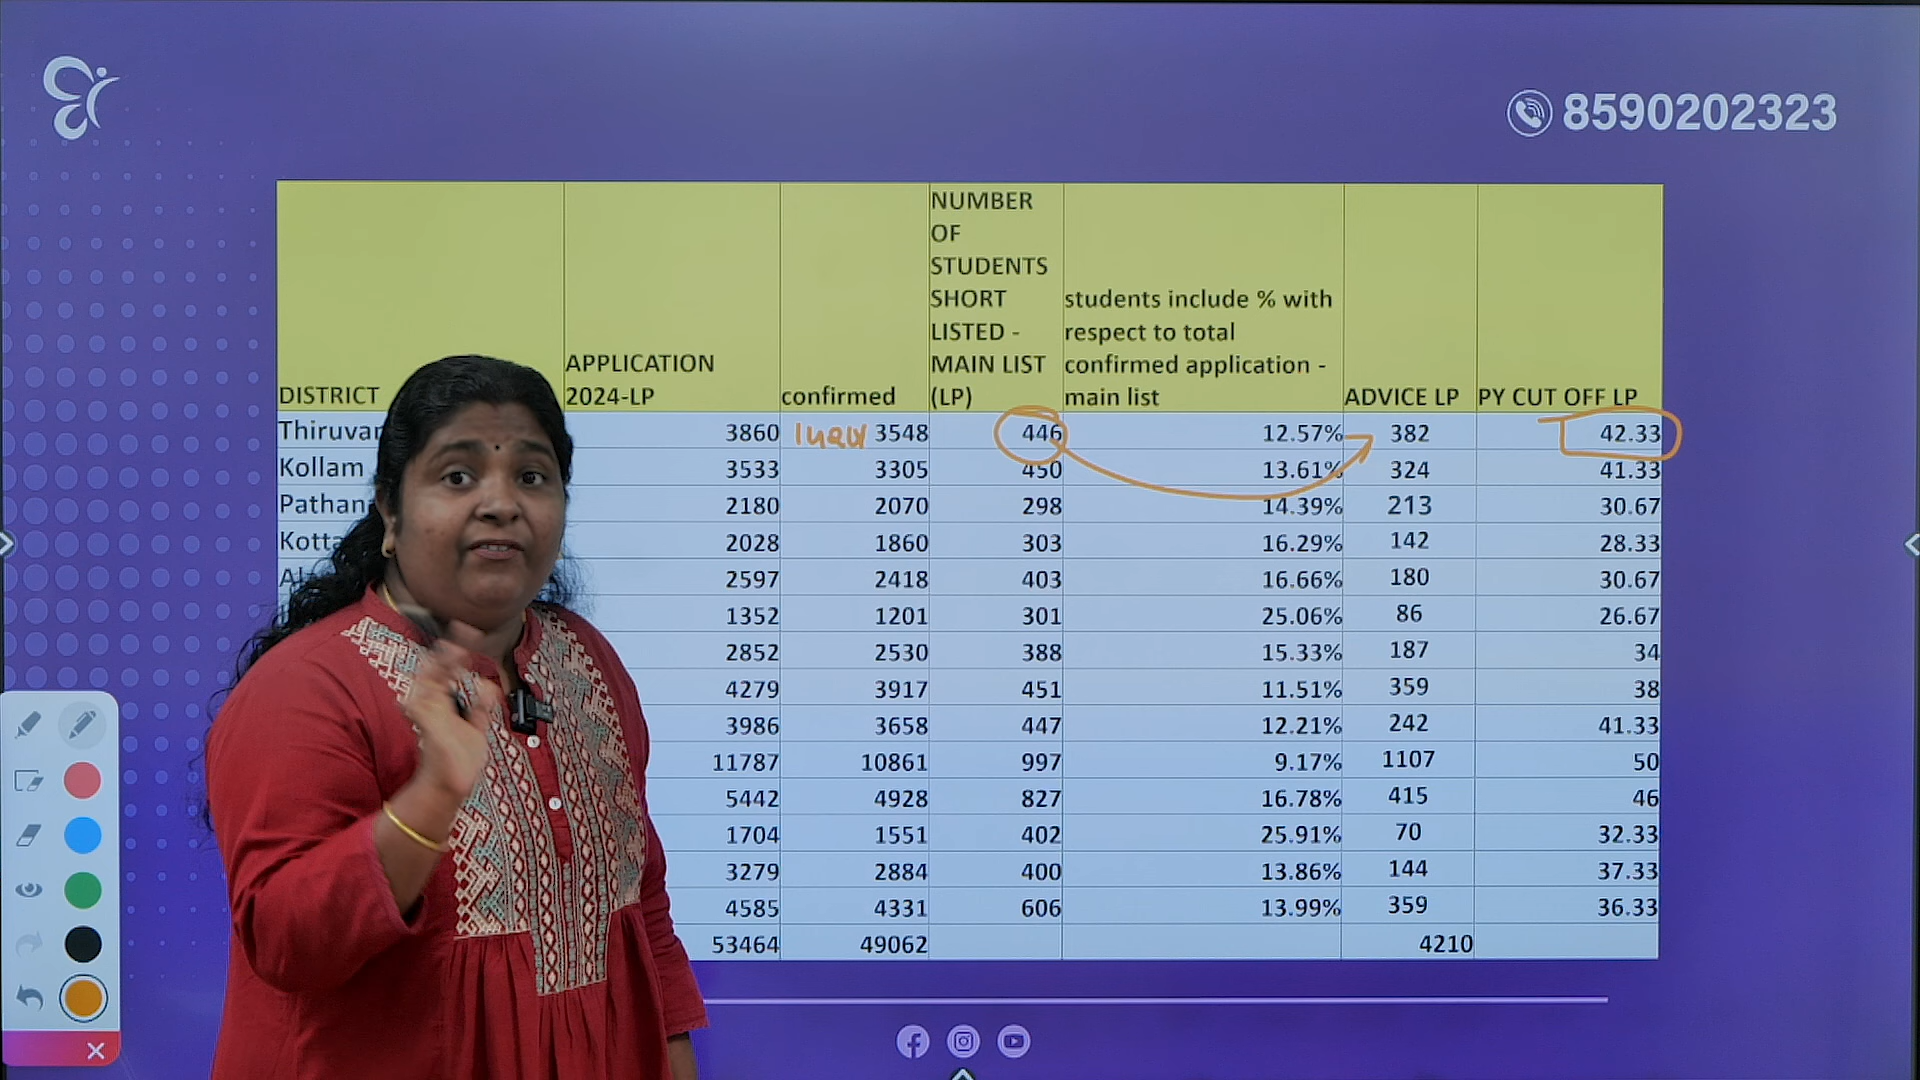 8590202323
DISTRICT APPLICATION 2024-LP confirmed NUMBER OF STUDENTS SHORT LISTED - MAIN LIST (LP) students include % with respect to total confirmed application - main list ADVICE LP PY CUT OFF LP
Thiruvan 3860 3548 446 12.57% 382 42.33
Kollam 3533 3305 450 13.61% 324 41.33
Pathan 2180 2070 298 14.39% 213 30.67
Kotta 2028 1860 303 16.29% 142 28.33
Al 2597 2418 403 16.66% 180 30.67
1352 1201 301 25.06% 86 26.67
2852 2530 388 15.33% 187 34
4279 3917 451 11.51% 359 38
3986 3658 447 12.21% 242 41.33
11787 10861 997 9.17% 1107 50
5442 4928 827 16.78% 415 46
1704 1551 402 25.91% 70 32.33
3279 2884 400 13.86% 144 37.33
4585 4331 606 13.99% 359 36.33
53464 49062 4210